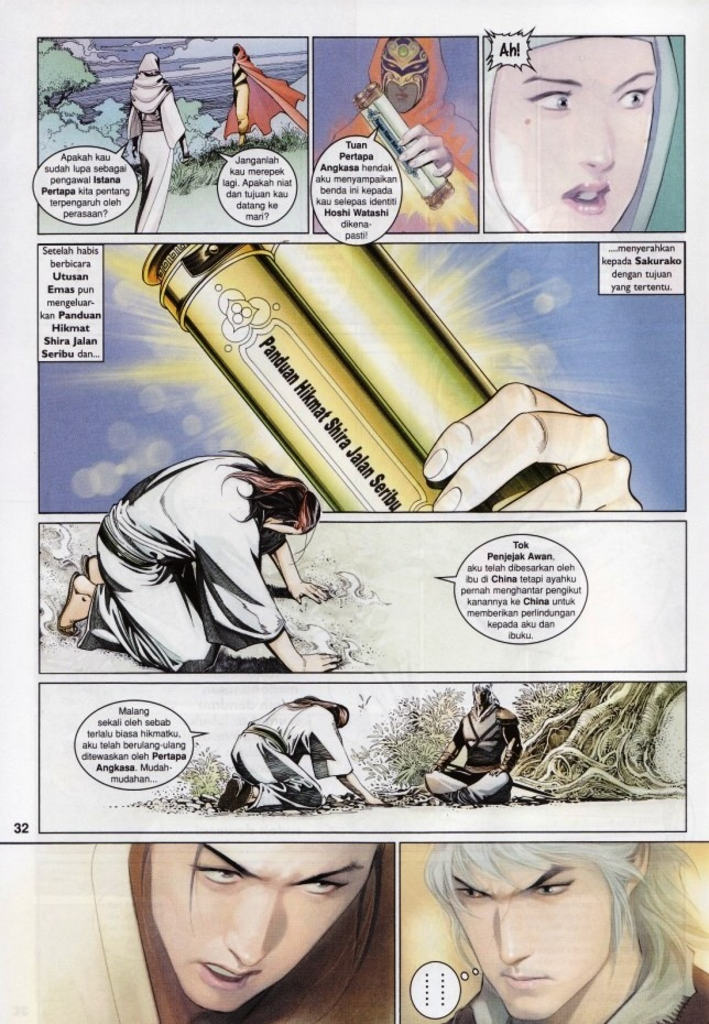 Apakah kau
sudah lupa sebagai
pengawal Istana
Pertapa kita pantang
terpengaruh oleh
perasaan?
Janganlah
kau merepek
lagi. Apakah niat
dan tujuan kau
datang ke
mari?
Tuan
Pertapa
Angkasa hendak
aku menyampaikan
benda ini kepada
kau selepas identiti
Hoshi Watashi
dikena-
pasti!
Ah!
Setelah habis
berbicara
Utusan
Emas pun
mengeluar-
kan Panduan
Hikmat
Shira Jalan
Seribu dan...
....menyerahkan
kepada Sakurako
dengan tujuan
yang tertentu.
Panduan Hikmat Shira Jalan Seribu
Tok
Penjejak Awan,
aku telah dibesarkan oleh
ibu di China tetapi ayahku
pernah menghantar pengikut
kanannya ke China untuk
memberikan perlindungan
kepada aku dan
ibuku.
Malang
sekali oleh sebab
terlalu biasa hikmatku,
aku telah berulang-ulang
ditewaskan oleh Pertapa
Angkasa. Mudah-
mudahan...
32